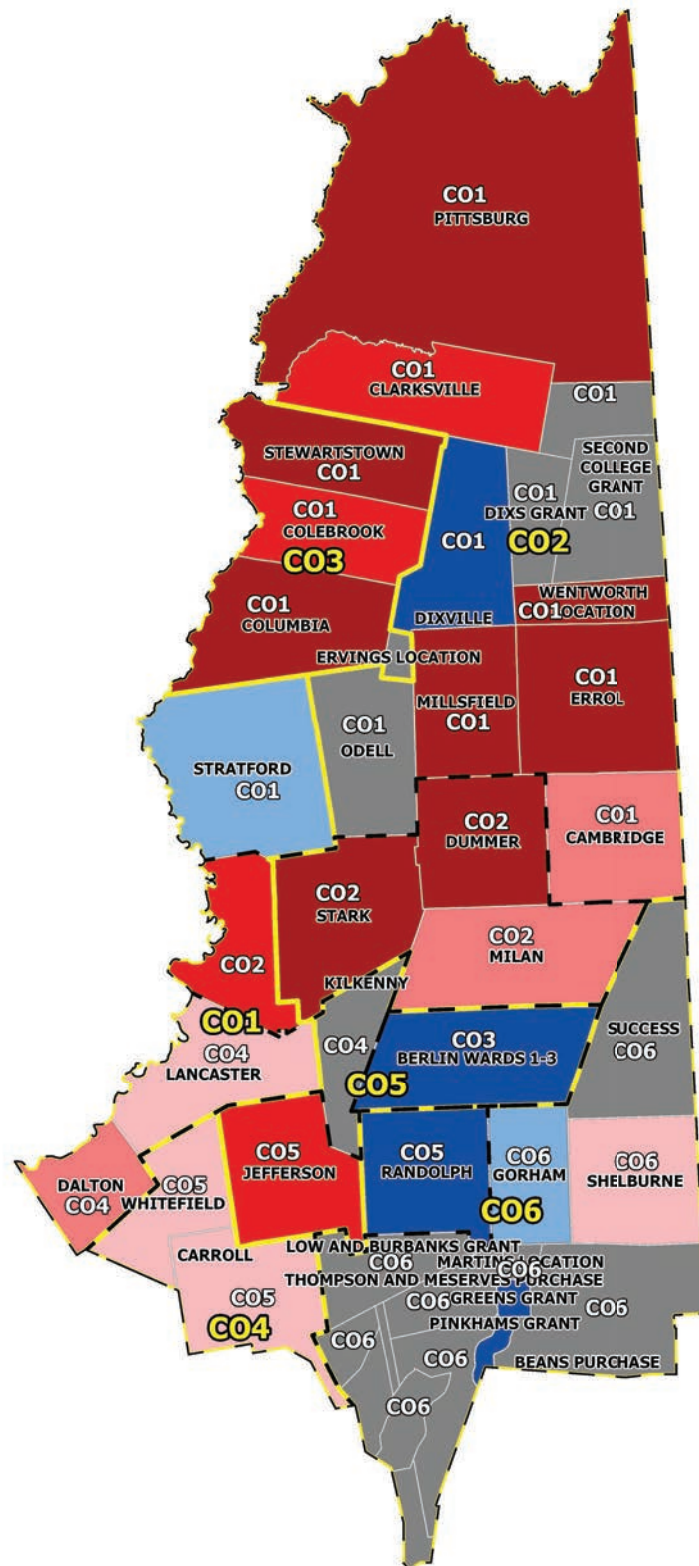 CO1
PITTSBURG
CO1
CLARKSVILLE
CO1
STEWARTSTOWN
CO1
SECOND
COLLEGE
GRANT
CO1
CO1
COLEBROOK
CO3
CO1
DIXS GRANT
CO2
CO1
DIXVILLE
CO1
COLUMBIA
WENTWORTH
LOCATION
CO1
ERVINGS LOCATION
CO1
ERROL
MILLSFIELD
CO1
CO1
ODELL
STRATFORD
CO1
CO2
DUMMER
CO1
CAMBRIDGE
CO2
STARK
CO2
MILAN
CO2
KILKENNY
CO1
CO4
LANCASTER
CO4
CO5
CO3
BERLIN WARDS 1-3
SUCCESS
CO6
DALTON
CO4
CO5
WHITEFIELD
CO5
JEFFERSON
CO5
RANDOLPH
CO6
GORHAM
CO6
CO6
SHELBURNE
CARROLL
CO5
CO4
LOW AND BURBANKS GRANT
CO6
MARTINS LOCATION
CO6
THOMPSON AND MESERVES PURCHASE
CO6
GREENS GRANT
CO6
PINKHAMS GRANT
CO6
CO6
BEANS PURCHASE
CO6